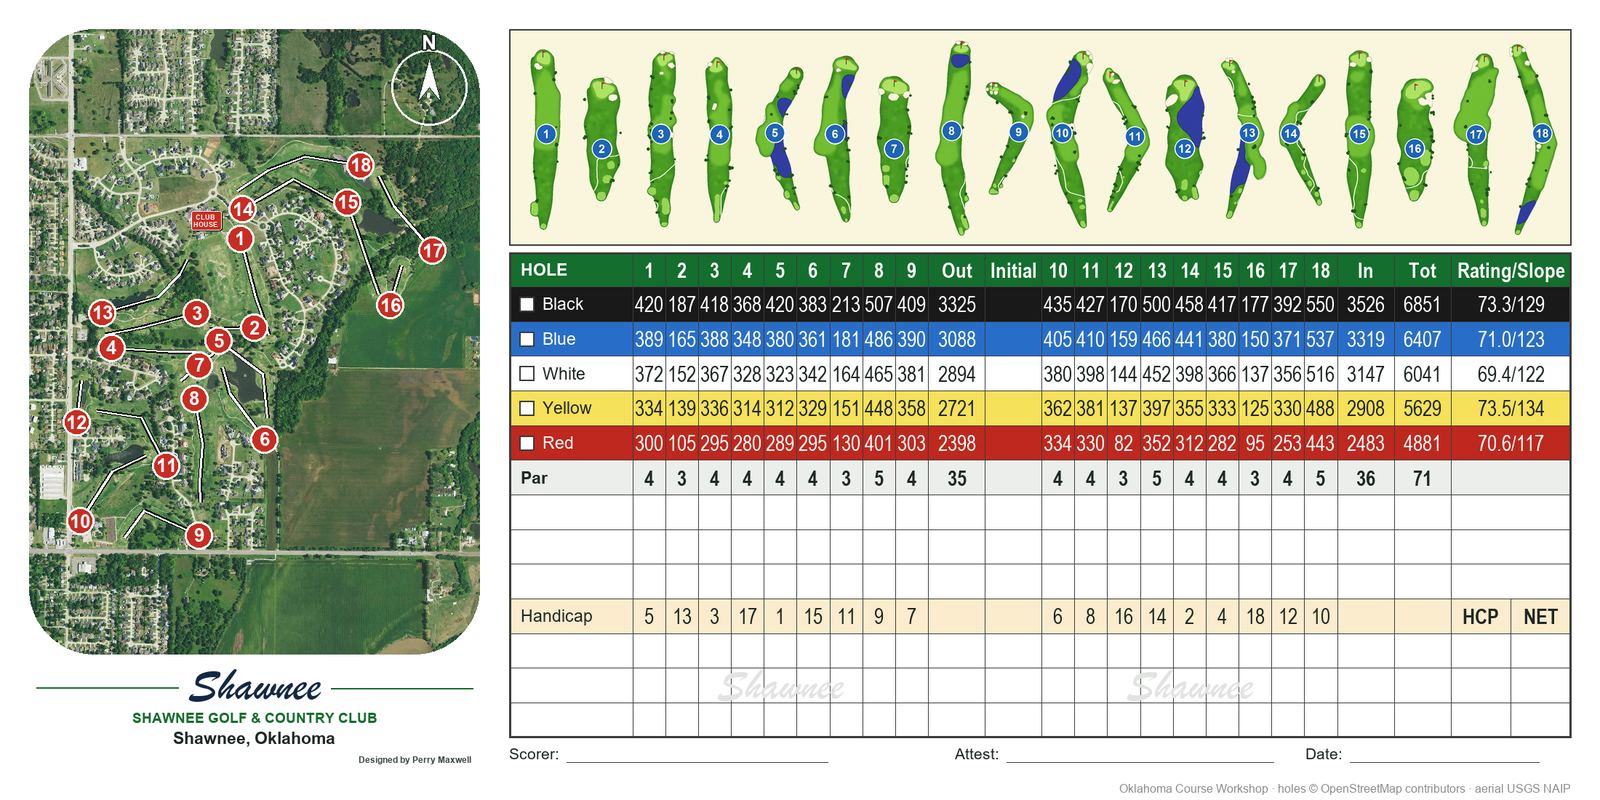 N
18
15
14
CLUB
HOUSE
1
17
16
13
3
2
4
5
7
8
12
6
11
10
9
Shawnee
SHAWNEE GOLF & COUNTRY CLUB
Shawnee, Oklahoma
Designed by Perry Maxwell
1 2 3 4 5 6 7 8 9 10 11 12 13 14 15 16 17 18
HOLE 1 2 3 4 5 6 7 8 9 Out Initial 10 11 12 13 14 15 16 17 18 In Tot Rating/Slope
Black 420 187 418 368 420 383 213 507 409 3325 435 427 170 500 458 417 177 392 550 3526 6851 73.3/129
Blue 389 165 388 348 380 361 181 486 390 3088 405 410 159 466 441 380 150 371 537 3319 6407 71.0/123
White 372 152 367 328 323 342 164 465 381 2894 380 398 144 452 398 366 137 356 516 3147 6041 69.4/122
Yellow 334 139 336 314 312 329 151 448 358 2721 362 381 137 397 355 333 125 330 488 2908 5629 73.5/134
Red 300 105 295 280 289 295 130 401 303 2398 334 330 82 352 312 282 95 253 443 2483 4881 70.6/117
Par 4 3 4 4 4 4 3 5 4 35 4 4 3 5 4 4 3 4 5 36 71
Handicap 5 13 3 17 1 15 11 9 7 6 8 16 14 2 4 18 12 10 HCP NET
Shawnee Shawnee
Scorer: Attest: Date:
Oklahoma Course Workshop · holes © OpenStreetMap contributors · aerial USGS NAIP